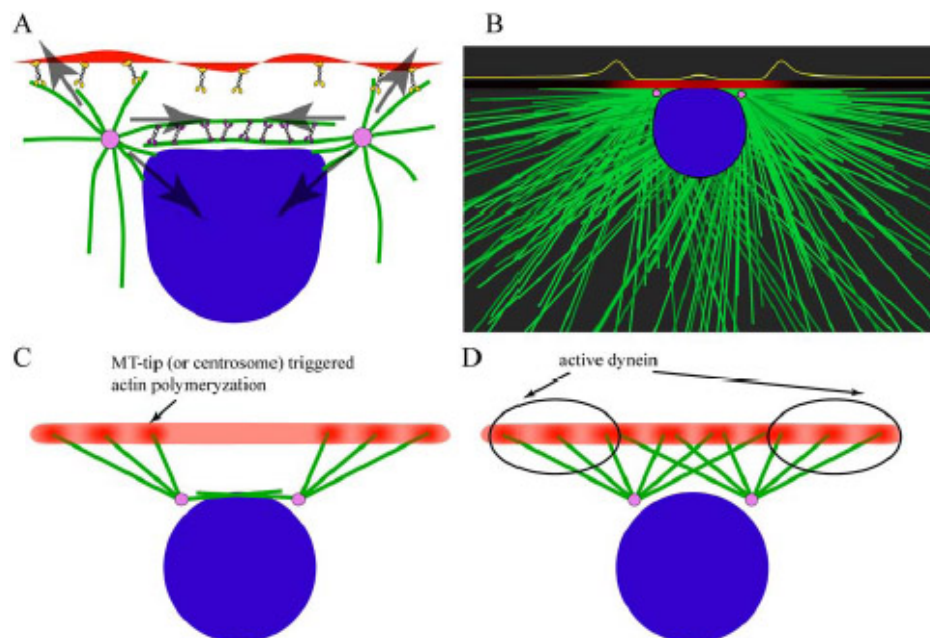 A
B
C
MT-tip (or centrosome) triggered
actin polymeryzation
D
active dynein